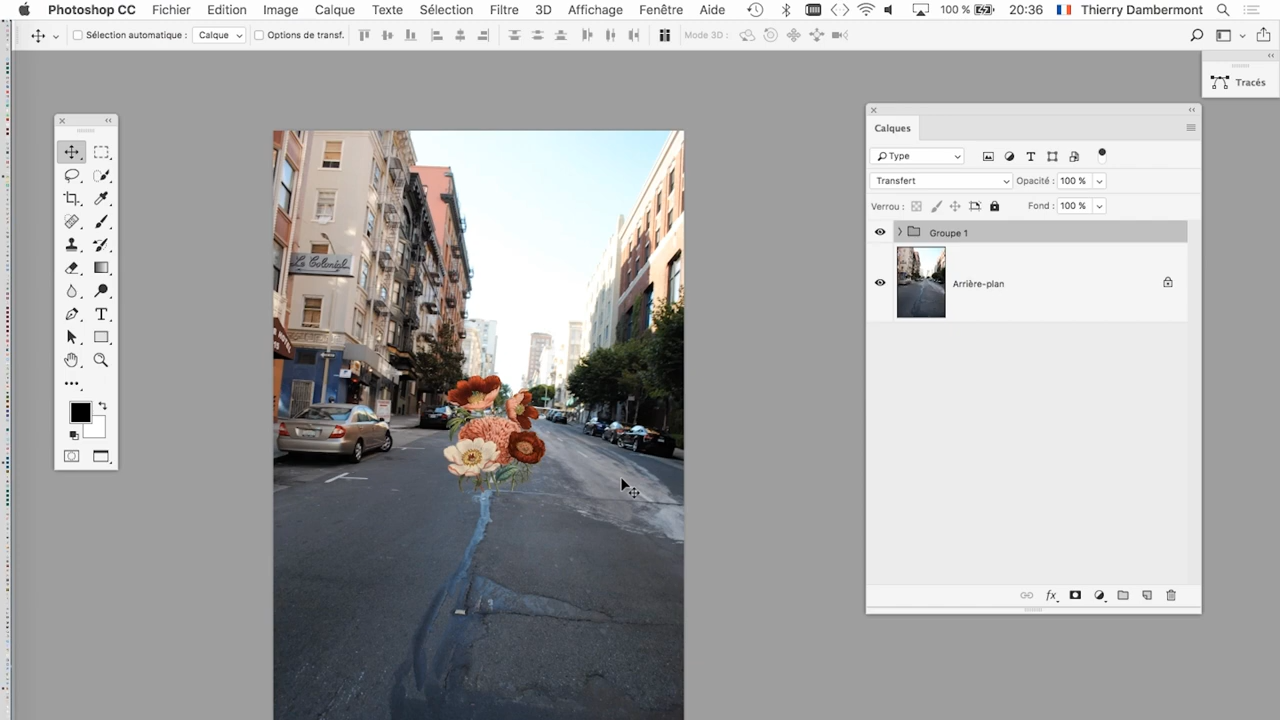 Photoshop CC Fichier Edition Image Calque Texte Sélection Filtre 3D Affichage Fenêtre Aide 100 % 20:36 Thierry Dambermont
Sélection automatique : Calque Options de transf. Mode 3D :
Tracés
Calques
Type
Transfert Opacité : 100 %
Verrou : Fond : 100 %
Groupe 1
Arrière-plan
Le Colonial